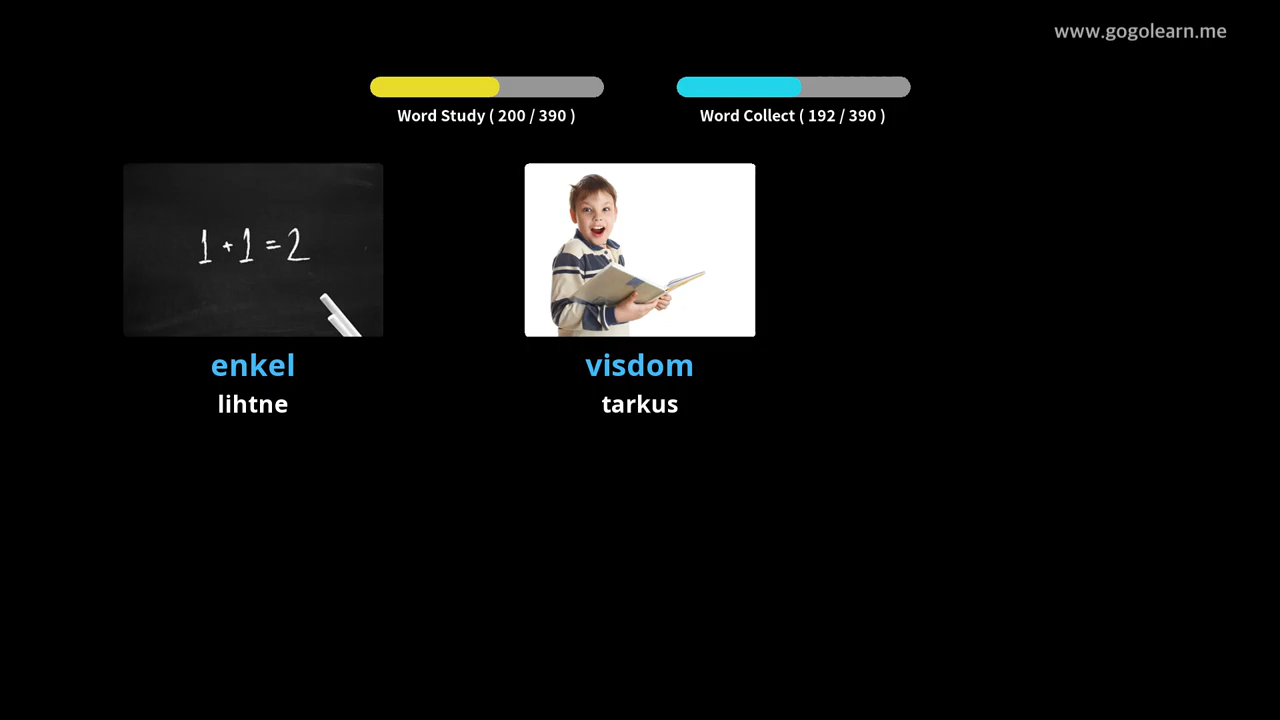 www.gogolearn.me
Word Study ( 200 / 390 )
Word Collect ( 192 / 390 )
1 + 1 = 2
enkel
lihtne
visdom
tarkus